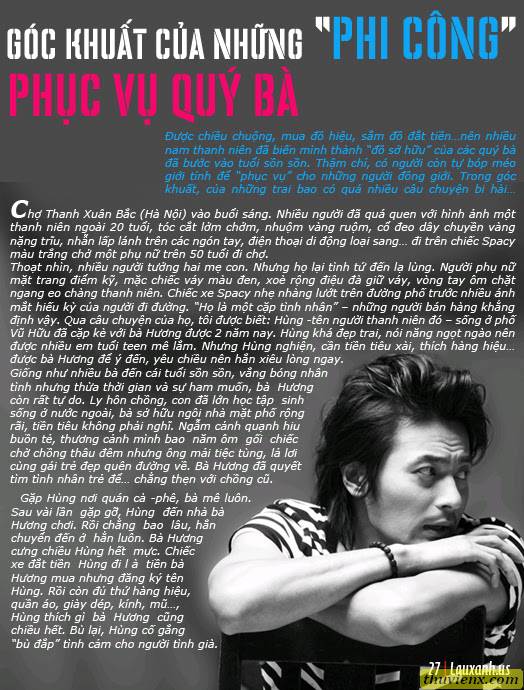 GÓC KHUẤT CỦA NHỮNG “PHI CÔNG”
PHỤC VỤ QUÝ BÀ
Được chiều chuộng, mua đồ hiệu, sắm đồ đắt tiền...nên nhiều
nam thanh niên đã biên mình thành “đồ sở hữu” của các quý bà
đã bước vào tuổi sồn sồn. Thậm chí, có người còn tự bóp méo
giới tính để “phục vụ” cho những người đồng giới. Trong góc
khuất, của những trai bao có quá nhiều câu chuyện bi hài...
Chợ Thanh Xuân Bắc (Hà Nội) vào buổi sáng. Nhiều người đã quá quen với hình ảnh một
thanh niên ngoài 20 tuổi, tóc cắt lởm chởm, nhuộm vàng ruộm, cổ đeo dây chuyền vàng
nặng trĩu, nhẫn lấp lánh trên các ngón tay, điện thoại di động loại sang... đi trên chiếc Spacy
màu trắng chở một phụ nữ trên 50 tuổi đi chợ.
Thoạt nhìn, nhiều người tưởng hai mẹ con. Nhưng họ lại tình tứ đến lạ lùng. Người phụ nữ
mặt trang điểm kỹ, mặc chiếc váy màu đen, xoè rộng điệu đà giữ váy, vòng tay ôm chặt
ngang eo chàng thanh niên. Chiếc xe Spacy nhẹ nhàng lướt trên đường phố trước nhiều ánh
mắt hiếu kỳ của người đi đường. “Họ là một cặp tình nhân” – những người bán hàng khẳng
định vậy. Qua câu chuyện của họ, tôi được biết: Hùng -tên người thanh niên đó – sống ở phố
Vũ Hữu đã cặp kè với bà Hương được 2 năm nay. Hùng khá đẹp trai, nói năng ngọt ngào nên
được nhiều em tuổi teen mê lắm. Nhưng Hùng nghiện, cần tiền tiêu xài, thích hàng hiệu...
được bà Hương để ý đến, yêu chiều nên hắn xiêu lòng ngay.
Giống như nhiều bà đến cái tuổi sồn sồn, vắng bóng nhân
tình nhưng thừa thời gian và sự ham muốn, bà Hương
còn rất tự do. Ly hôn chồng, con đã lớn học tập sinh
sống ở nước ngoài, bà sở hữu ngôi nhà mặt phố rộng
rãi, tiền tiêu không phải nghĩ. Ngẫm cảnh quạnh hiu
buồn tẻ, thương cảnh mình bao năm ôm gối chiếc
chờ chồng thâu đêm nhưng ông mải tiệc tùng, lả lơi
cùng gái trẻ đẹp quên đường về. Bà Hương đã quyết
tìm tình nhân trẻ để... chẳng thẹn với chồng cũ.
Gặp Hùng nơi quán cà -phê, bà mê luôn.
Sau vài lần gặp gỡ, Hùng đến nhà bà
Hương chơi. Rồi chẳng bao lâu, hắn
chuyển đến ở hẳn luôn. Bà Hương
cưng chiều Hùng hết mực. Chiếc
xe đắt tiền Hùng đi là tiền bà
Hương mua nhưng đăng ký tên
Hùng. Rồi còn đủ thứ hàng hiệu,
quần áo, giày dép, kính, mũ...,
Hùng thích gì bà Hương cũng
chiều hết. Bù lại, Hùng cố gắng
“bù đắp” tình cảm cho người tình già.
27 | Lauxanh.us
thuvienx.com